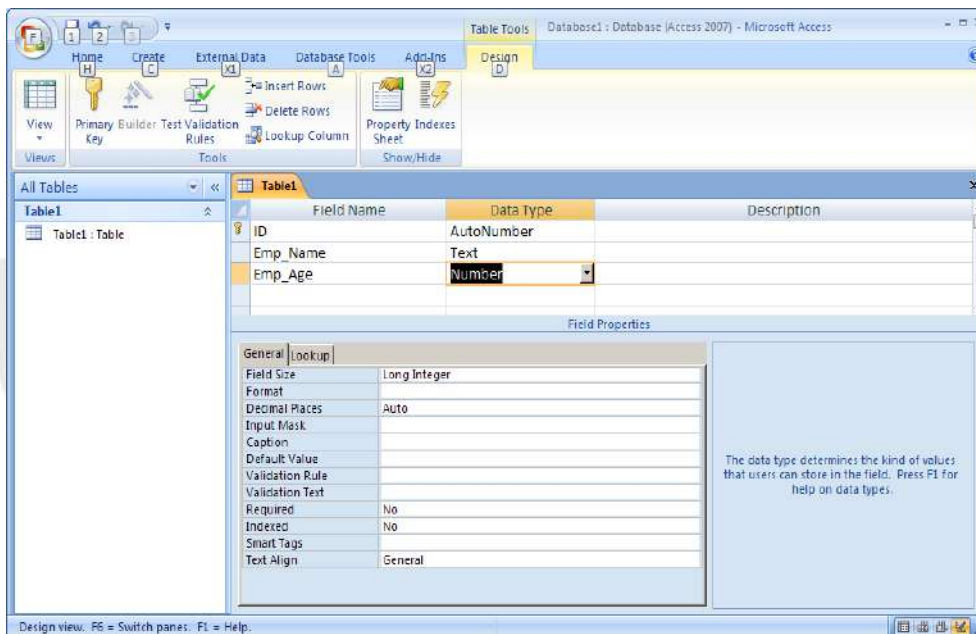 1 2 3
Table Tools Database1 : Database (Access 2007) - Microsoft Access
Home Create External Data Database Tools Add-Ins Design
H C X1 A X2 D
View
Primary Key
Builder
Test Validation Rules
Insert Rows
Delete Rows
Lookup Column
Property Sheet
Indexes
Views Tools Show/Hide
All Tables
Table1
Table1 : Table
Table1
Field Name Data Type Description
ID AutoNumber
Emp_Name Text
Emp_Age Number
Field Properties
General Lookup
Field Size Long Integer
Format
Decimal Places Auto
Input Mask
Caption
Default Value
Validation Rule
Validation Text
Required No
Indexed No
Smart Tags
Text Align General
The data type determines the kind of values
that users can store in the field. Press F1 for
help on data types.
Design view. F6 = Switch panes. F1 = Help.